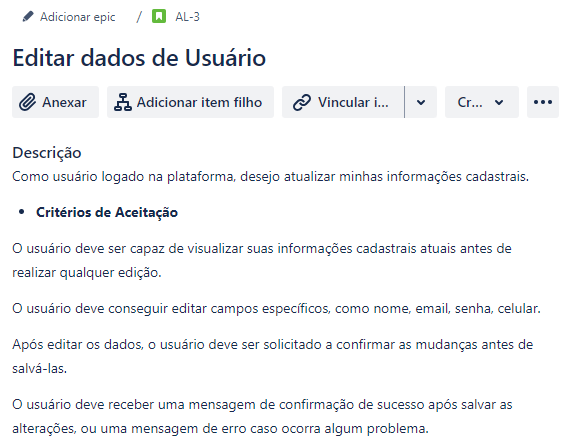 Adicionar epic / AL-3
Editar dados de Usuário
Anexar Adicionar item filho Vincular i... Cr... •••
Descrição
Como usuário logado na plataforma, desejo atualizar minhas informações cadastrais.
• Critérios de Aceitação
O usuário deve ser capaz de visualizar suas informações cadastrais atuais antes de
realizar qualquer edição.
O usuário deve conseguir editar campos específicos, como nome, email, senha, celular.
Após editar os dados, o usuário deve ser solicitado a confirmar as mudanças antes de
salvá-las.
O usuário deve receber uma mensagem de confirmação de sucesso após salvar as
alterações, ou uma mensagem de erro caso ocorra algum problema.